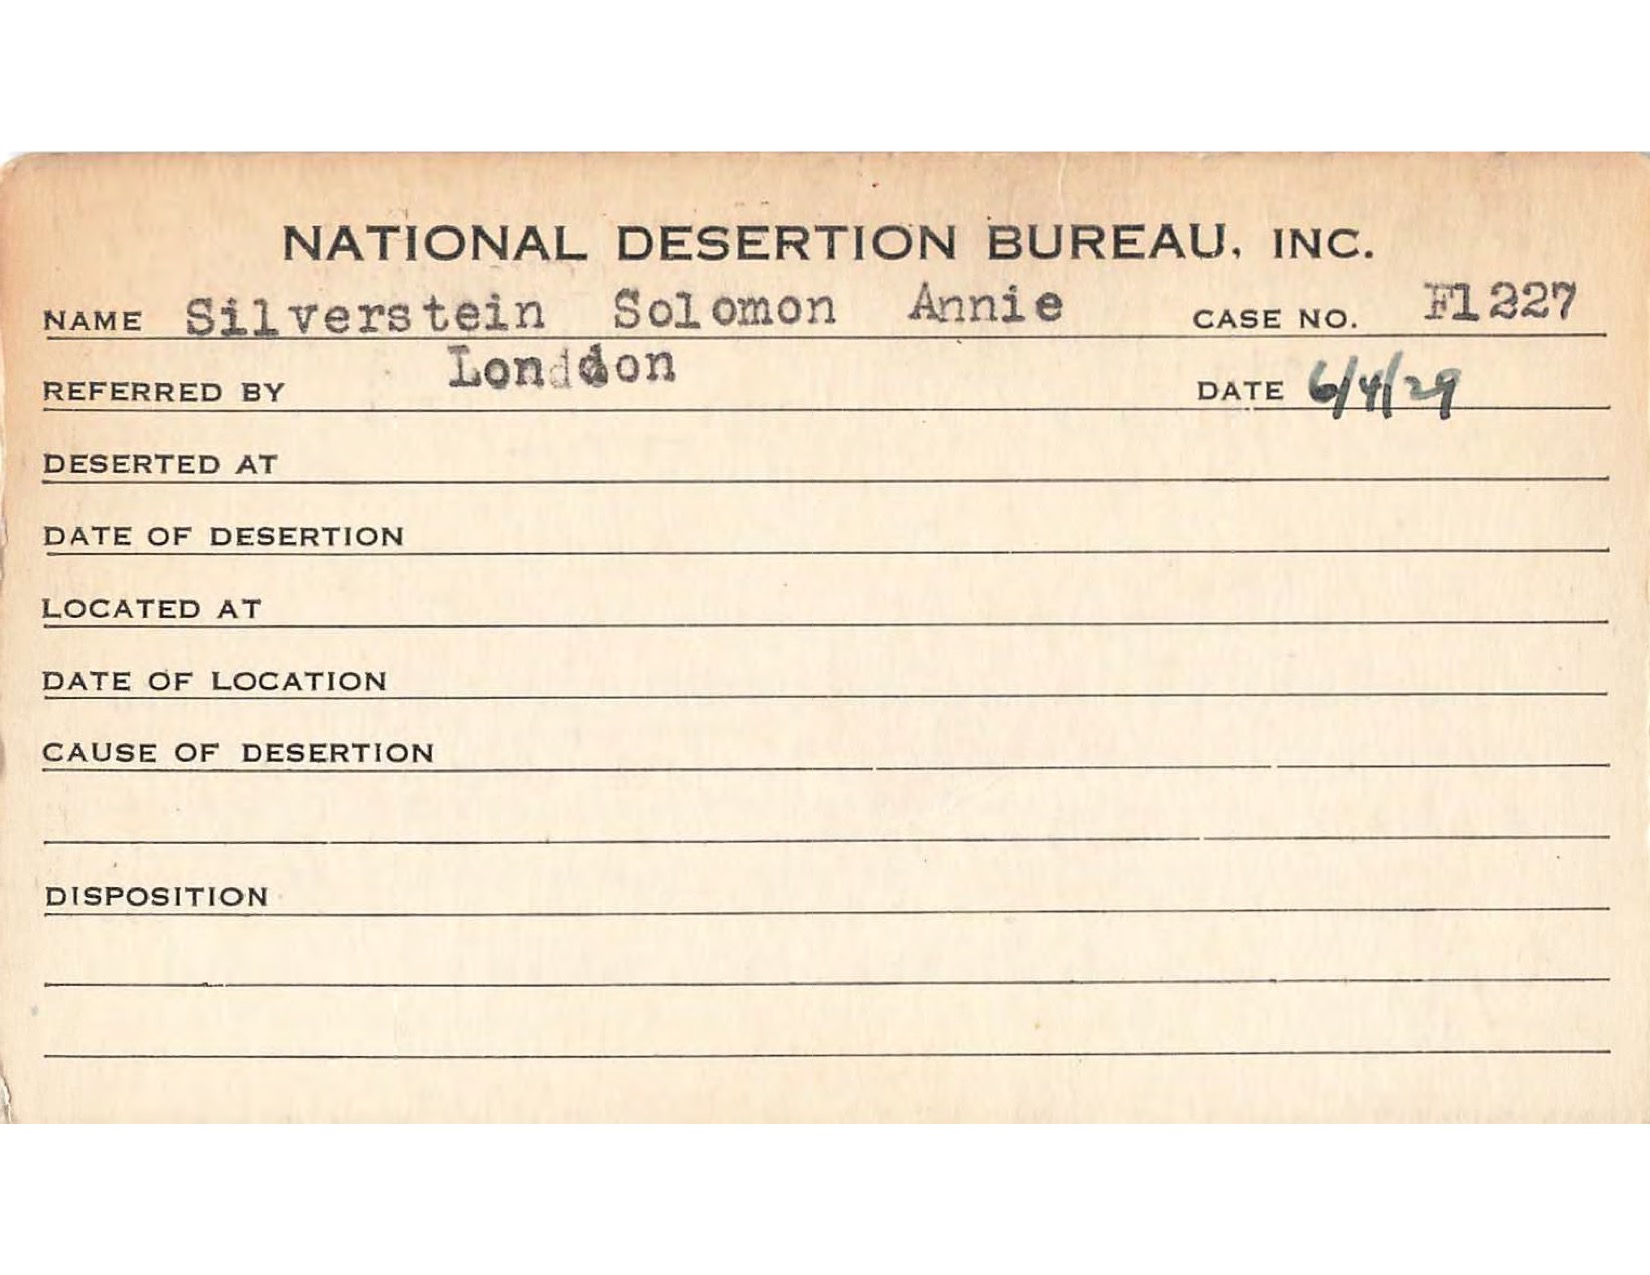 NATIONAL DESERTION BUREAU, INC.
NAME Silverstein Solomon Annie CASE NO. F1227
REFERRED BY Londdon DATE 6/4/29
DESERTED AT
DATE OF DESERTION
LOCATED AT
DATE OF LOCATION
CAUSE OF DESERTION
DISPOSITION